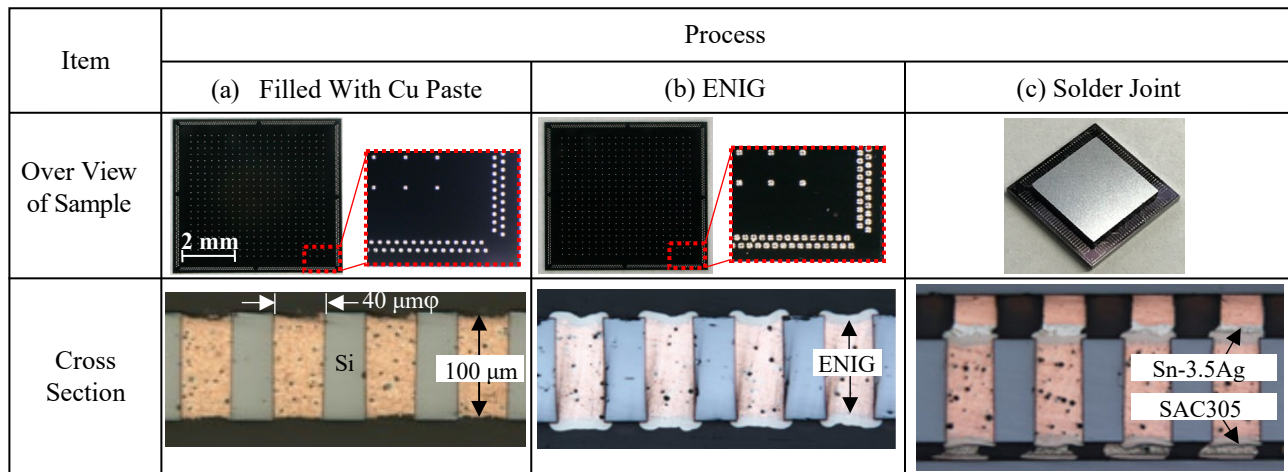 Item
Process
(a) Filled With Cu Paste
(b) ENIG
(c) Solder Joint
Over View
of Sample
2 mm
Cross
Section
40 μmφ
Si
100 μm
ENIG
Sn-3.5Ag
SAC305